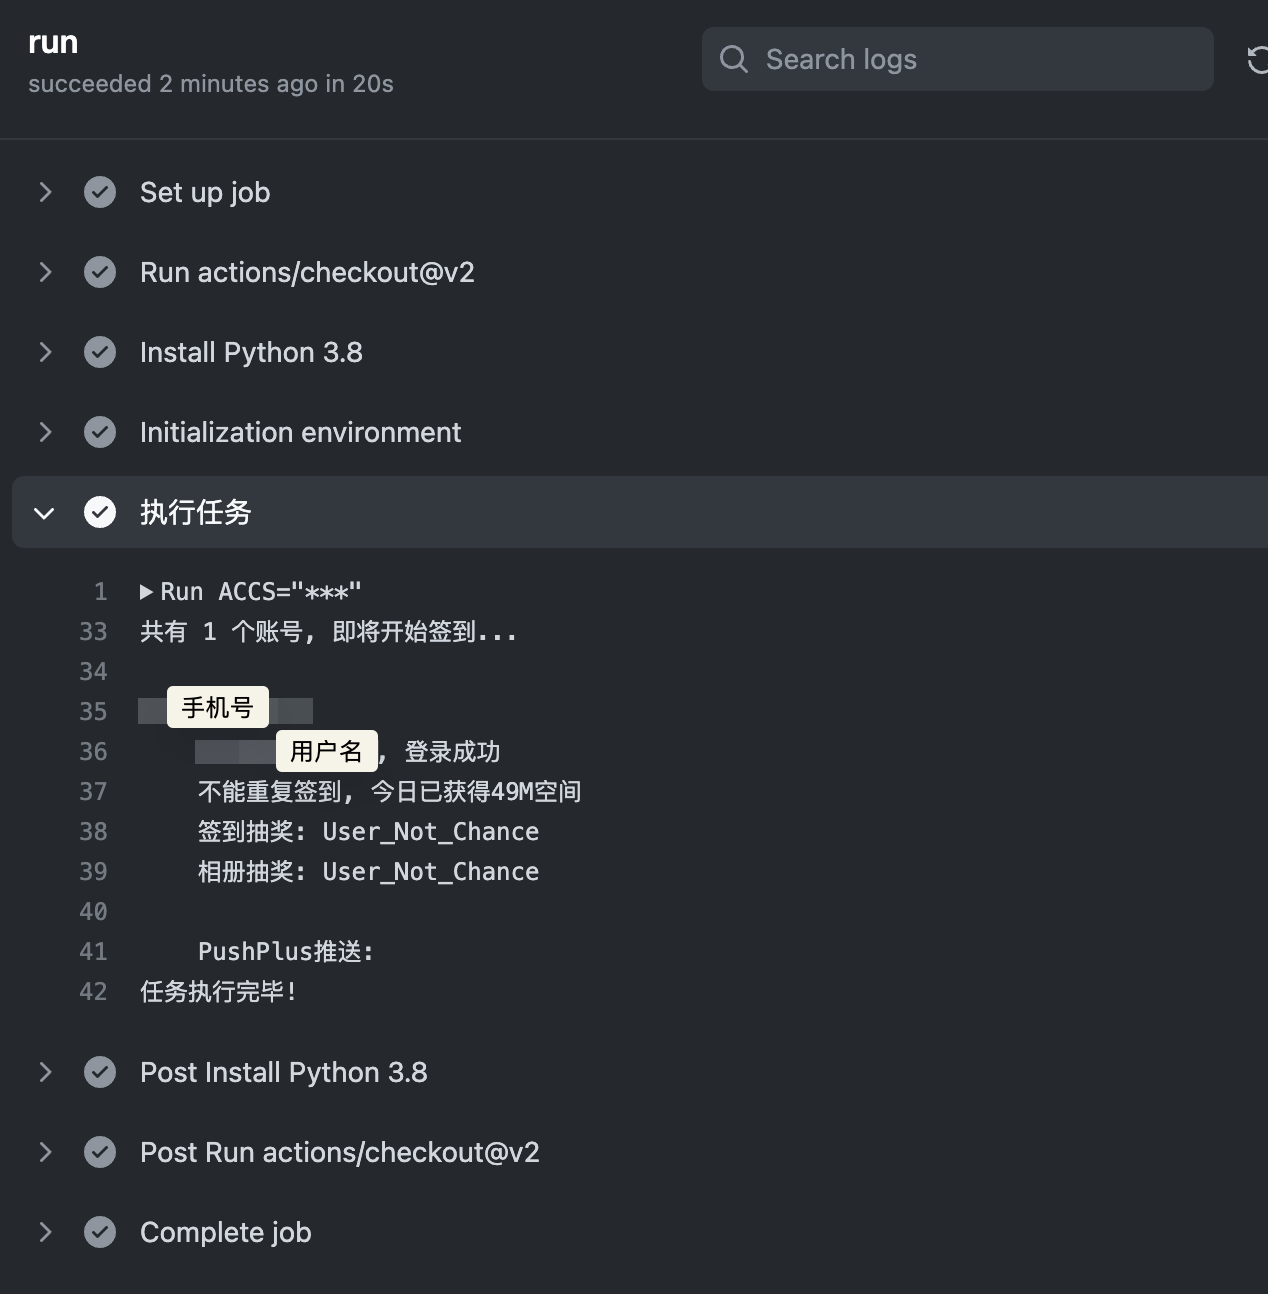 run
succeeded 2 minutes ago in 20s
Search logs
Set up job
Run actions/checkout@v2
Install Python 3.8
Initialization environment
执行任务
1 ▶Run ACCS="***"
33 共有 1 个账号, 即将开始签到...
34
35 手机号
36 用户名, 登录成功
37 不能重复签到, 今日已获得49M空间
38 签到抽奖: User_Not_Chance
39 相册抽奖: User_Not_Chance
40
41 PushPlus推送:
42 任务执行完毕!
Post Install Python 3.8
Post Run actions/checkout@v2
Complete job